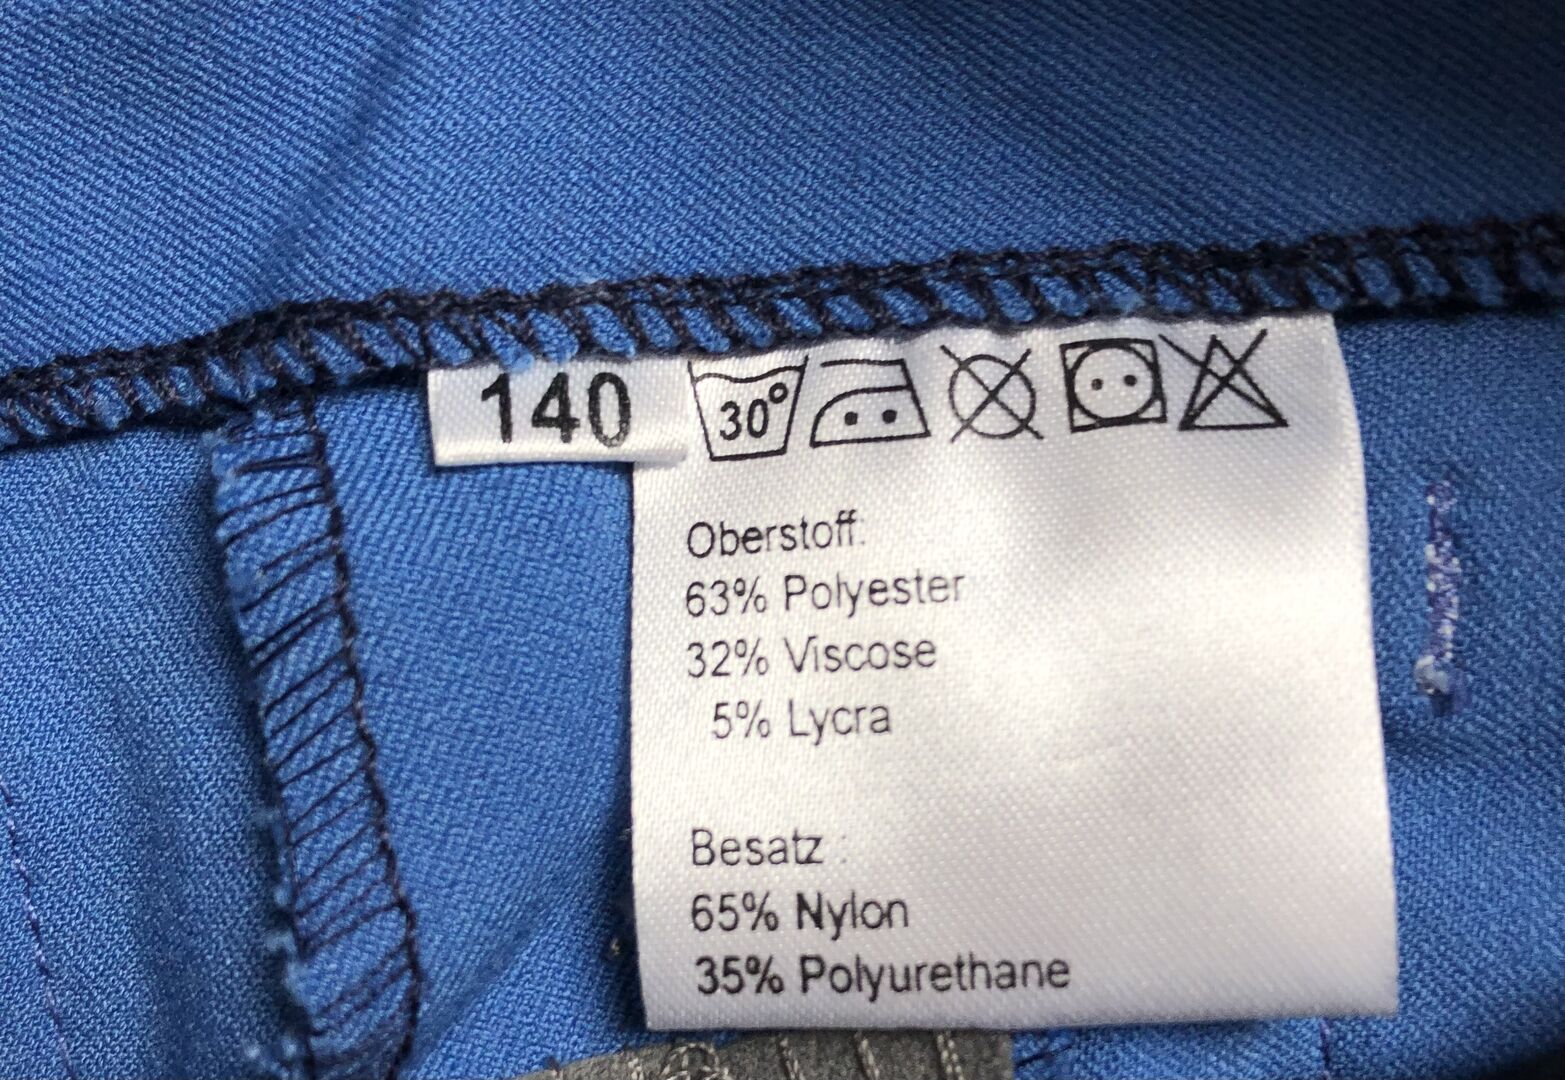 140
30°
Oberstoff:
63% Polyester
32% Viscose
5% Lycra
Besatz :
65% Nylon
35% Polyurethane